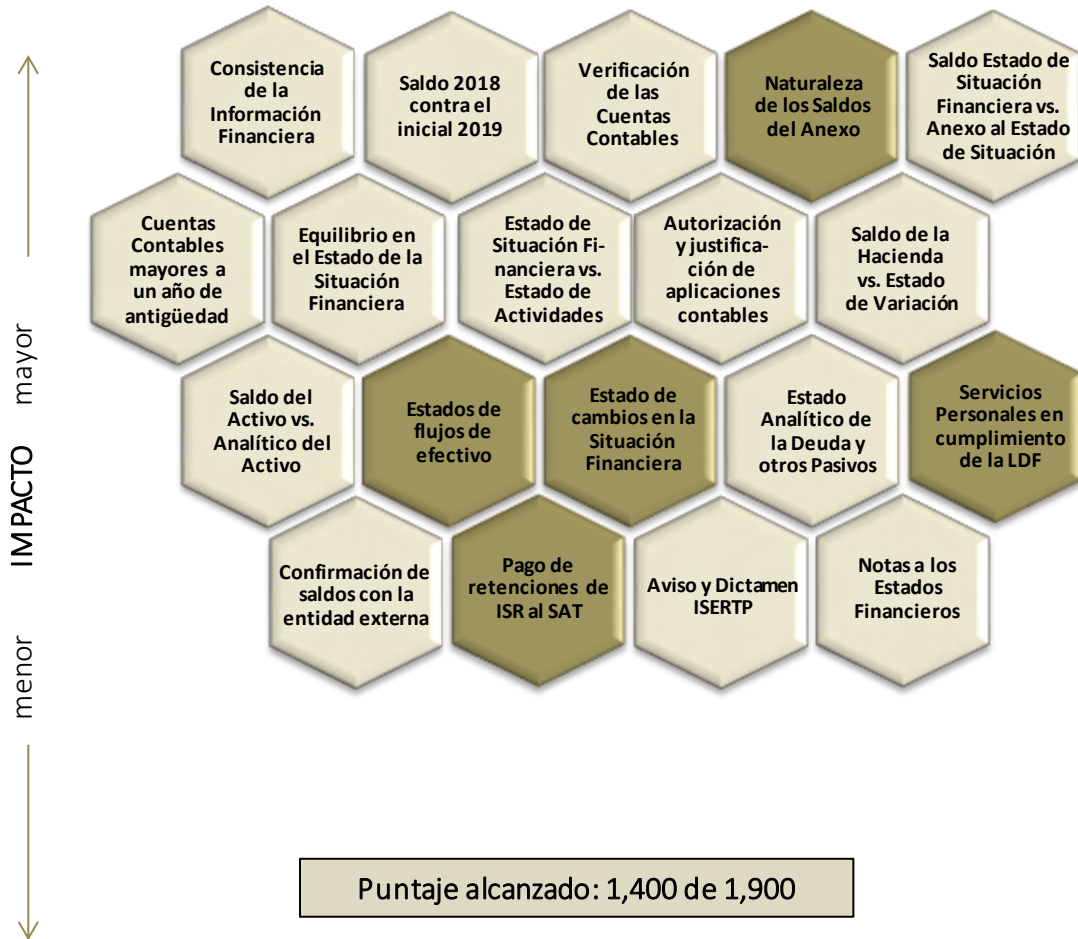 Consistencia
de la
Información
Financiera
Saldo 2018
contra el
inicial 2019
Verificación
de las
Cuentas
Contables
Naturaleza
de los Saldos
del Anexo
Saldo Estado de
Situación
Financiera vs.
Anexo al Estado
de Situación
Cuentas
Contables
mayores a
un año de
antigüedad
Equilibrio en
el Estado de la
Situación
Financiera
Estado de
Situación Fi-
nanciera vs.
Estado de
Actividades
Autorización
y justifica-
ción de
aplicaciones
contables
Saldo de la
Hacienda
vs. Estado
de Variación
Saldo del
Activo vs.
Analítico del
Activo
Estados de
flujos de
efectivo
Estado de
cambios en la
Situación
Financiera
Estado
Analítico de
la Deuda y
otros Pasivos
Servicios
Personales en
cumplimiento
de la LDF
Confirmación de
saldos con la
entidad externa
Pago de
retenciones de
ISR al SAT
Aviso y Dictamen
ISERTP
Notas a los
Estados
Financieros
menor IMPACTO mayor
Puntaje alcanzado: 1,400 de 1,900